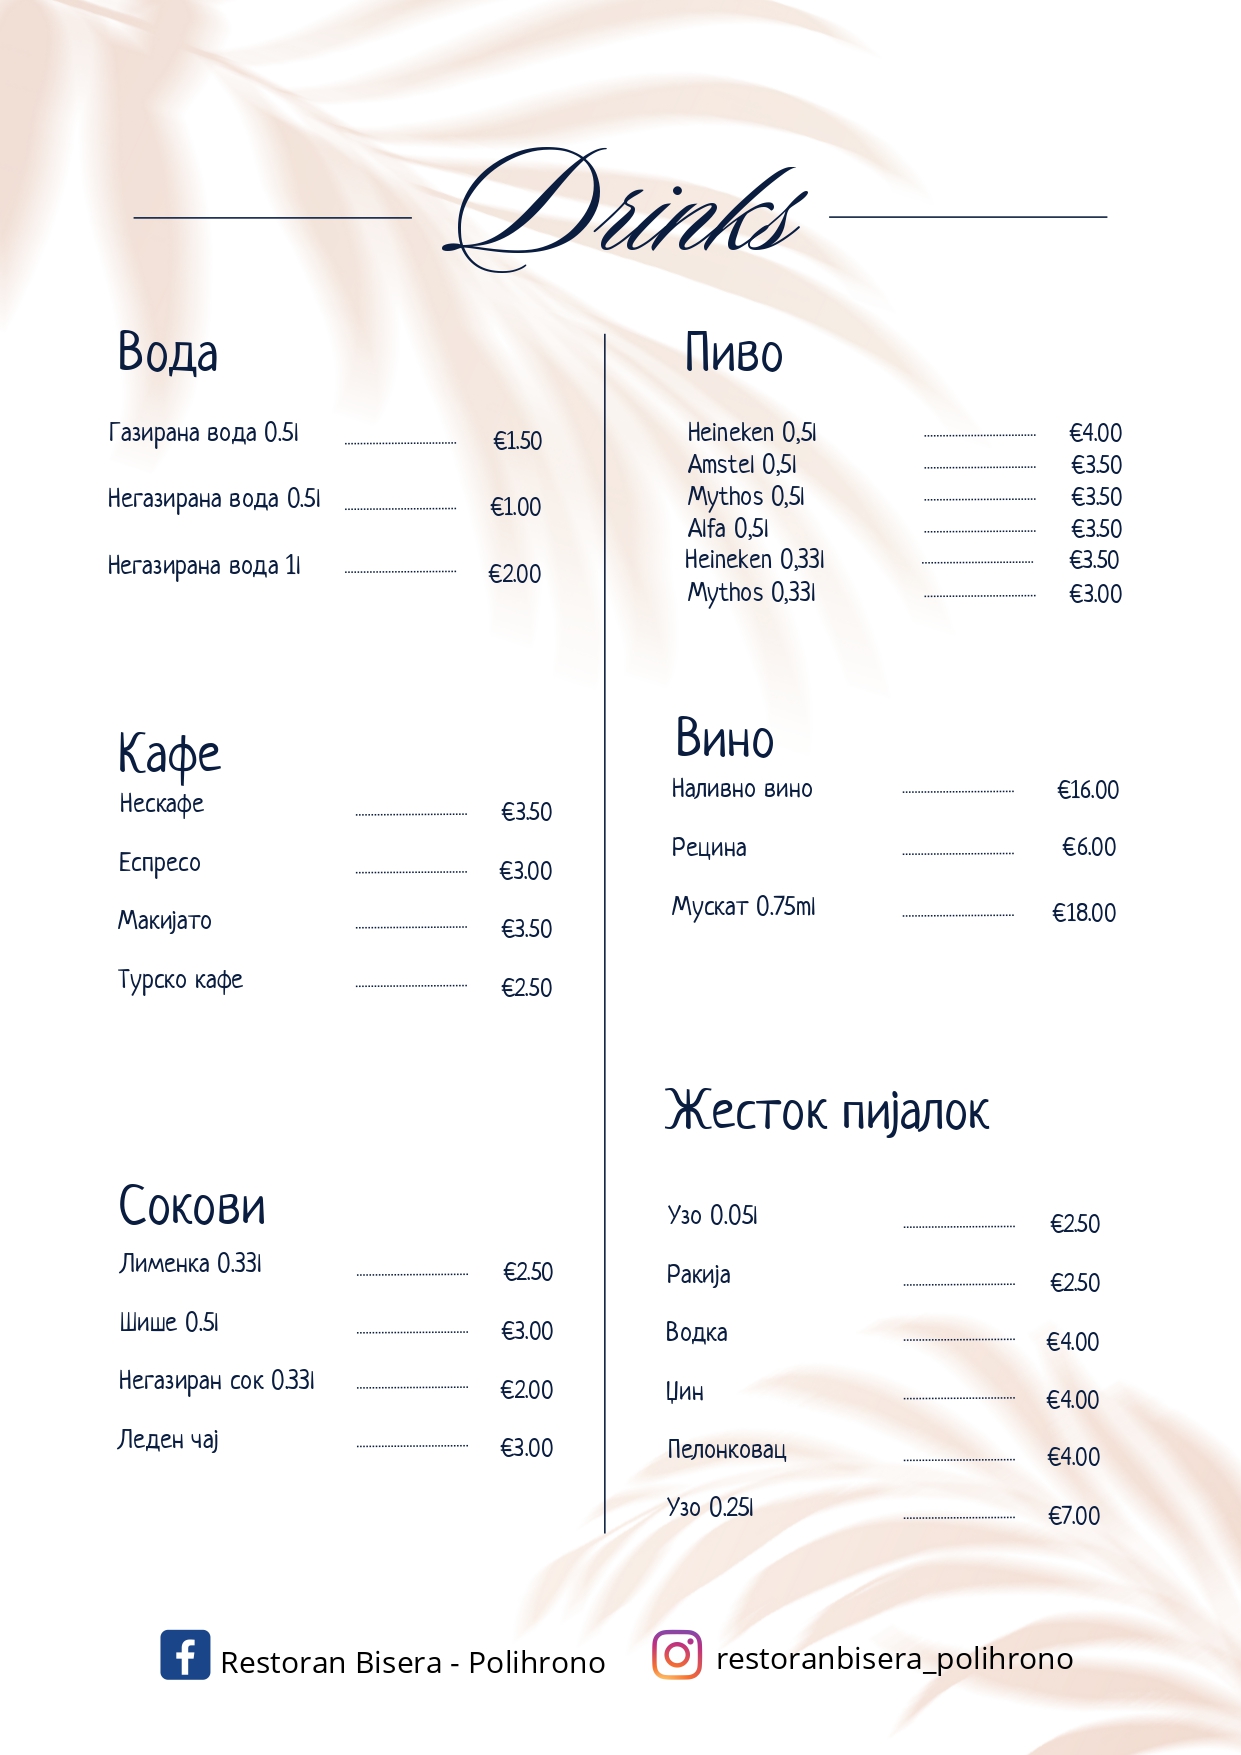 Drinks
Вода
Газирана вода 0.5l €1.50
Негазирана вода 0.5l €1.00
Негазирана вода 1l €2.00
Кафе
Нескафе €3.50
Еспресо €3.00
Макијато €3.50
Турско кафе €2.50
Сокови
Лименка 0.33l €2.50
Шише 0.5l €3.00
Негазиран сок 0.33l €2.00
Леден чај €3.00
Пиво
Heineken 0,5l €4.00
Amstel 0,5l €3.50
Mythos 0,5l €3.50
Alfa 0,5l €3.50
Heineken 0,33l €3.50
Mythos 0,33l €3.00
Вино
Наливно вино €16.00
Рецина €6.00
Мускат 0.75ml €18.00
Жесток пијалок
Узо 0.05l €2.50
Ракија €2.50
Водка €4.00
Џин €4.00
Пелонковац €4.00
Узо 0.25l €7.00
Restoran Bisera - Polihrono
restoranbisera_polihrono